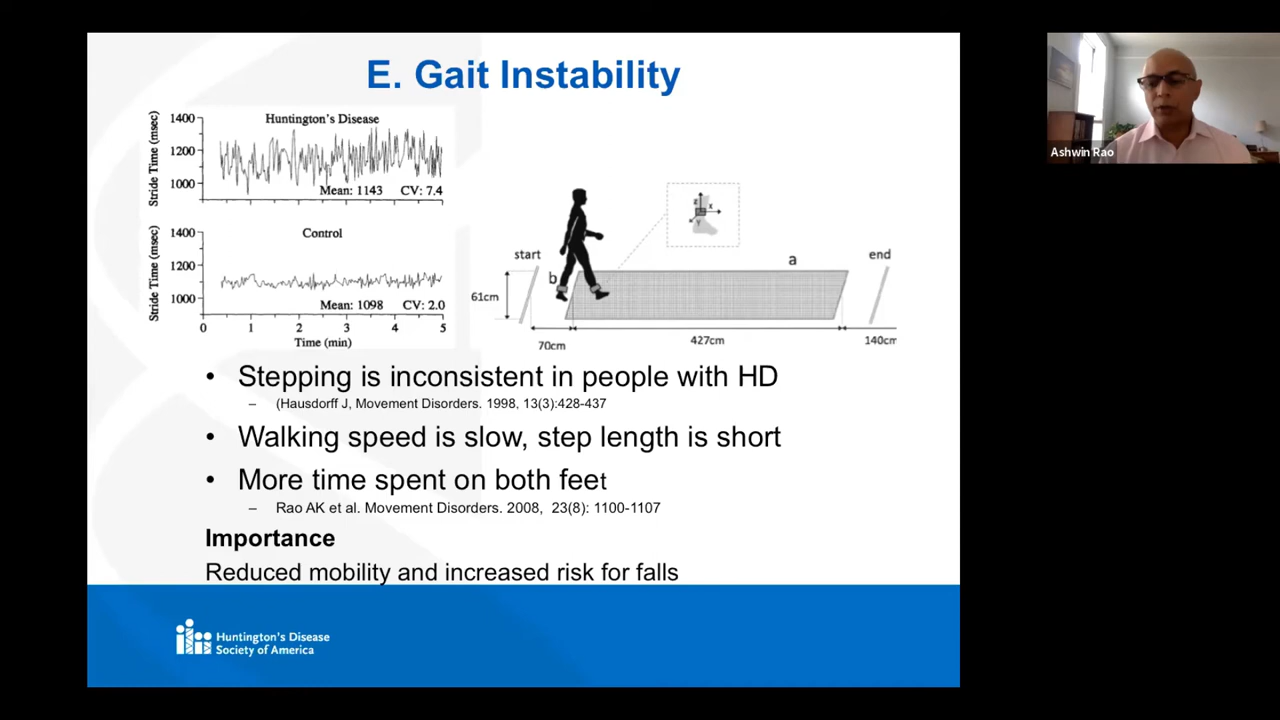 E. Gait Instability
1400
1200
1000
Stride Time (msec)
Huntington's Disease
Mean: 1143 CV: 7.4
1400
1200
1000
Stride Time (msec)
Control
Mean: 1098 CV: 2.0
0 1 2 3 4 5
Time (min)
start
end
a
b
z
x
Y
61cm
70cm
427cm
140cm
• Stepping is inconsistent in people with HD
– (Hausdorff J, Movement Disorders. 1998, 13(3):428-437
• Walking speed is slow, step length is short
• More time spent on both feet
– Rao AK et al. Movement Disorders. 2008, 23(8): 1100-1107
Importance
Reduced mobility and increased risk for falls
Huntington's Disease
Society of America
Ashwin Rao